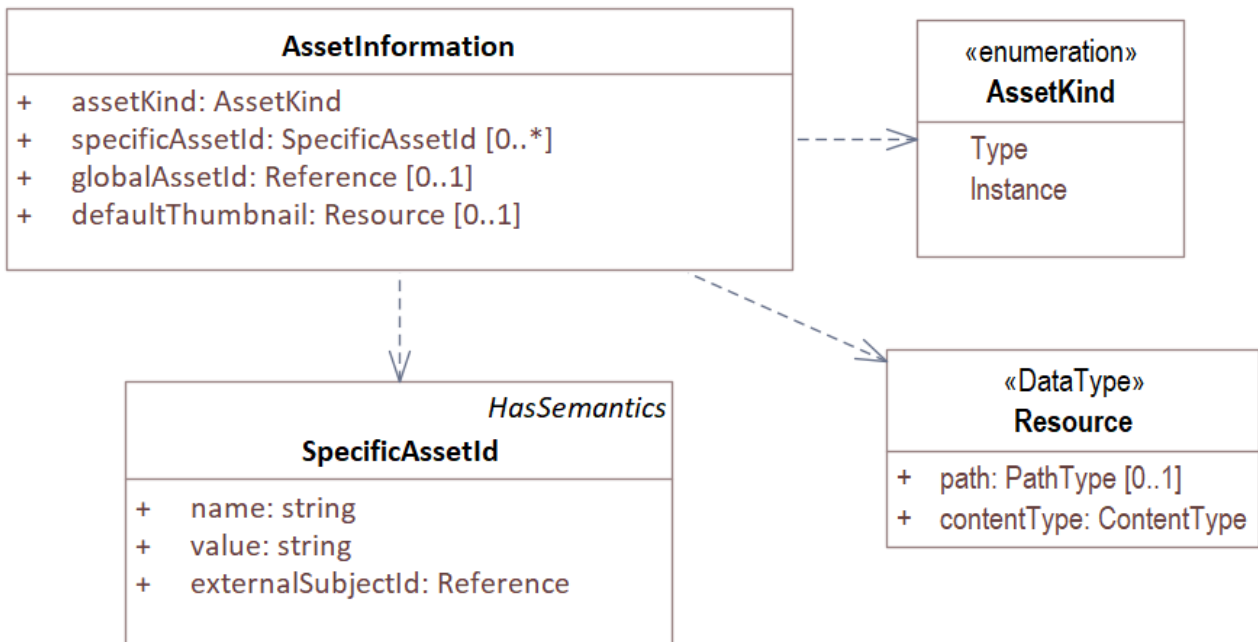 AssetInformation
+ assetKind: AssetKind
+ specificAssetId: SpecificAssetId [0..*]
+ globalAssetId: Reference [0..1]
+ defaultThumbnail: Resource [0..1]
«enumeration»
AssetKind
Type
Instance
HasSemantics
SpecificAssetId
+ name: string
+ value: string
+ externalSubjectId: Reference
«DataType»
Resource
+ path: PathType [0..1]
+ contentType: ContentType